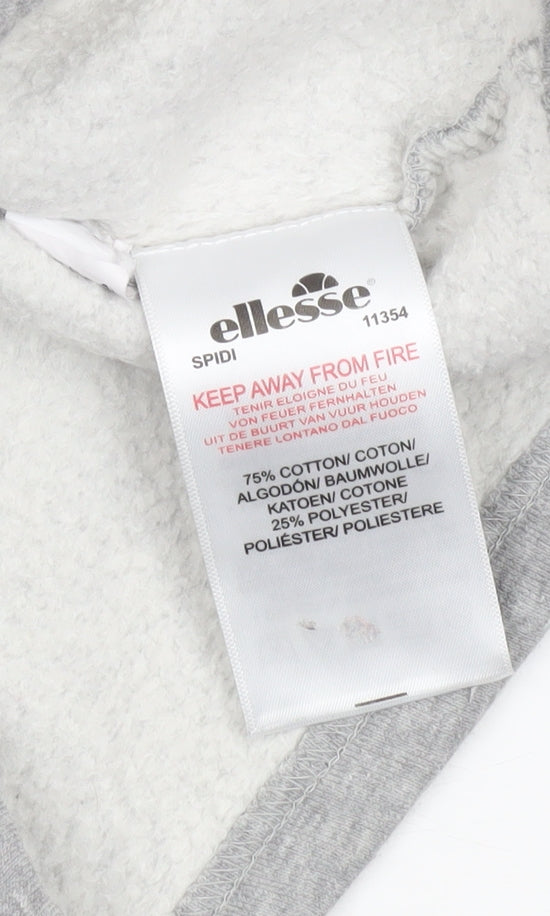 ellesse®
SPIDI 11354
KEEP AWAY FROM FIRE
TENIR ELOIGNE DU FEU
VON FEUER FERNHALTEN
UIT DE BUURT VAN VUUR HOUDEN
TENERE LONTANO DAL FUOCO
75% COTTON/ COTON/
ALGODÓN/ BAUMWOLLE/
KATOEN/ COTONE
25% POLYESTER/
POLIÉSTER/ POLIESTERE